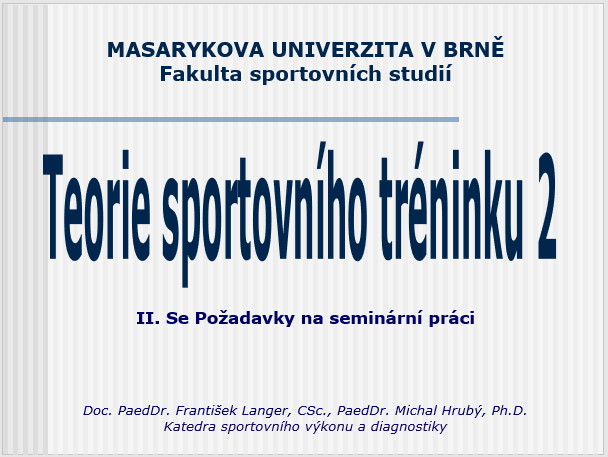 MASARYKOVA UNIVERZITA V BRNĚ
Fakulta sportovních studií
Teorie sportovního tréninku 2
II. Se Požadavky na seminární práci
Doc. PaedDr. František Langer, CSc., PaedDr. Michal Hrubý, Ph.D.
Katedra sportovního výkonu a diagnostiky